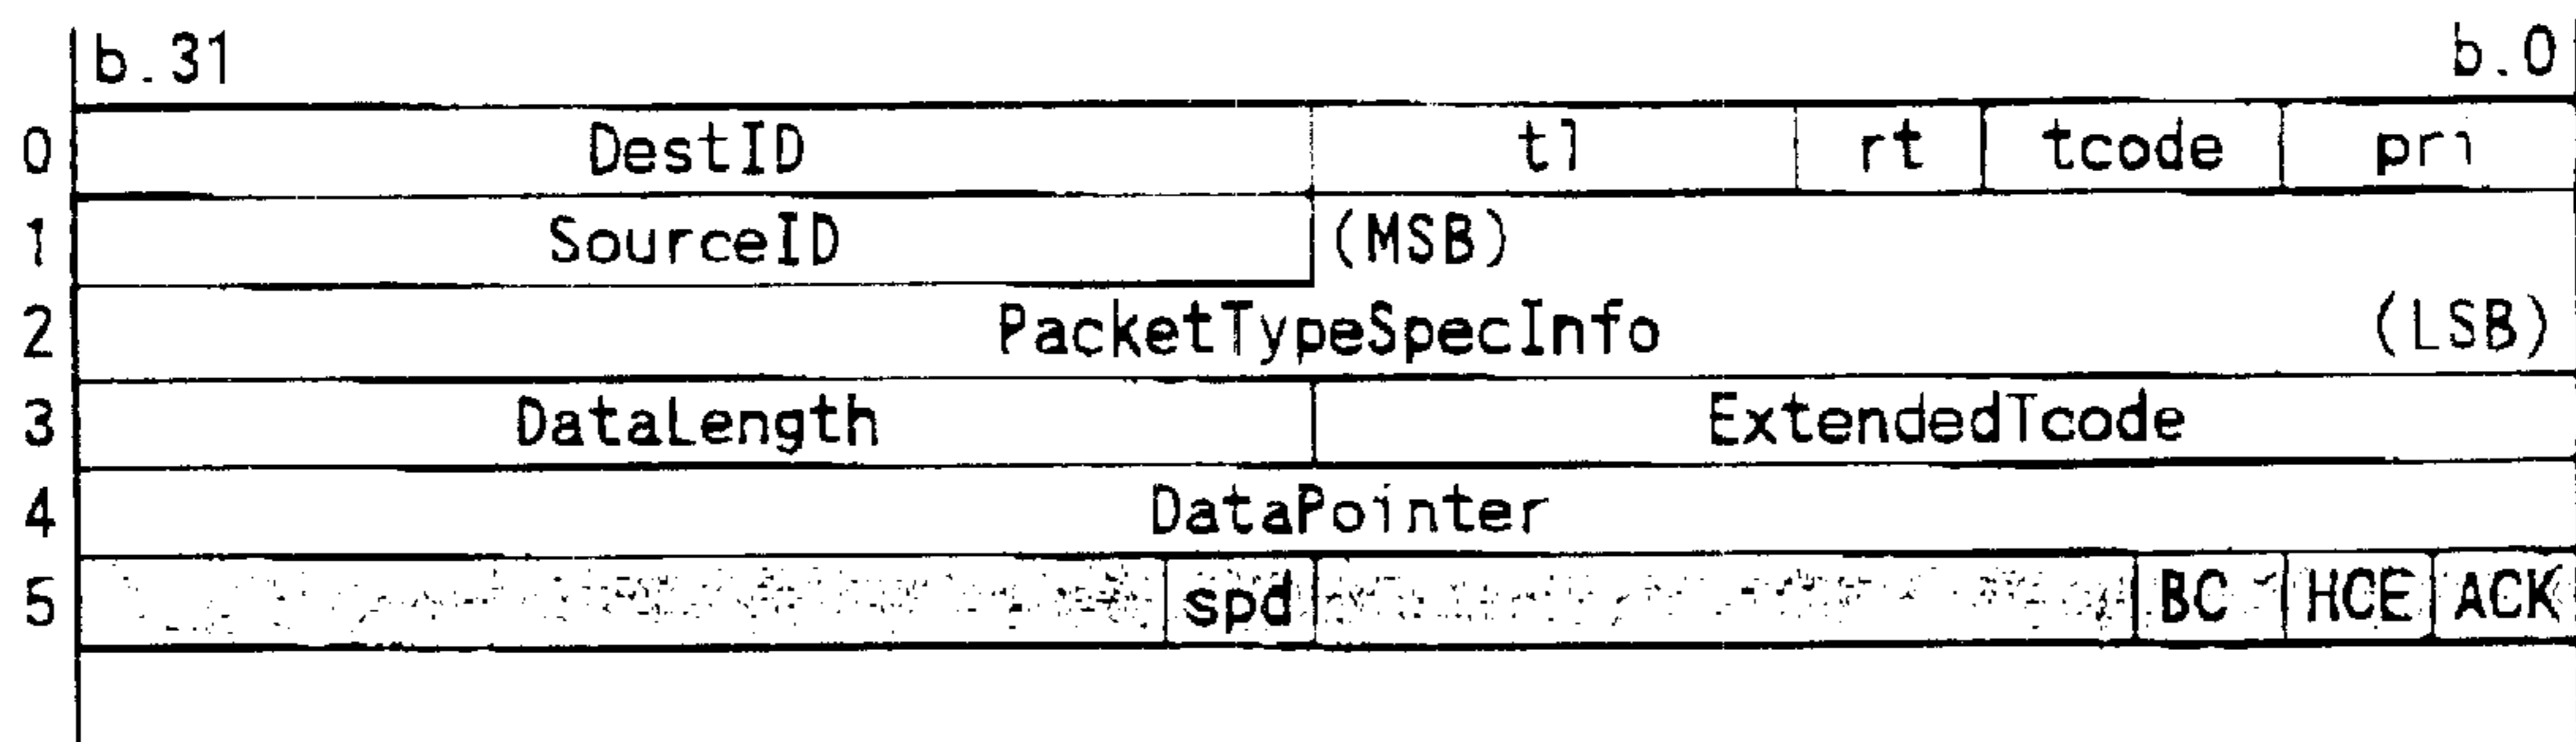 b.31 b.0
0 DestID tl rt tcode pri
1 SourceID (MSB)
2 PacketTypeSpecInfo (LSB)
3 DataLength ExtendedTcode
4 DataPointer
5 spd BC HCE ACK